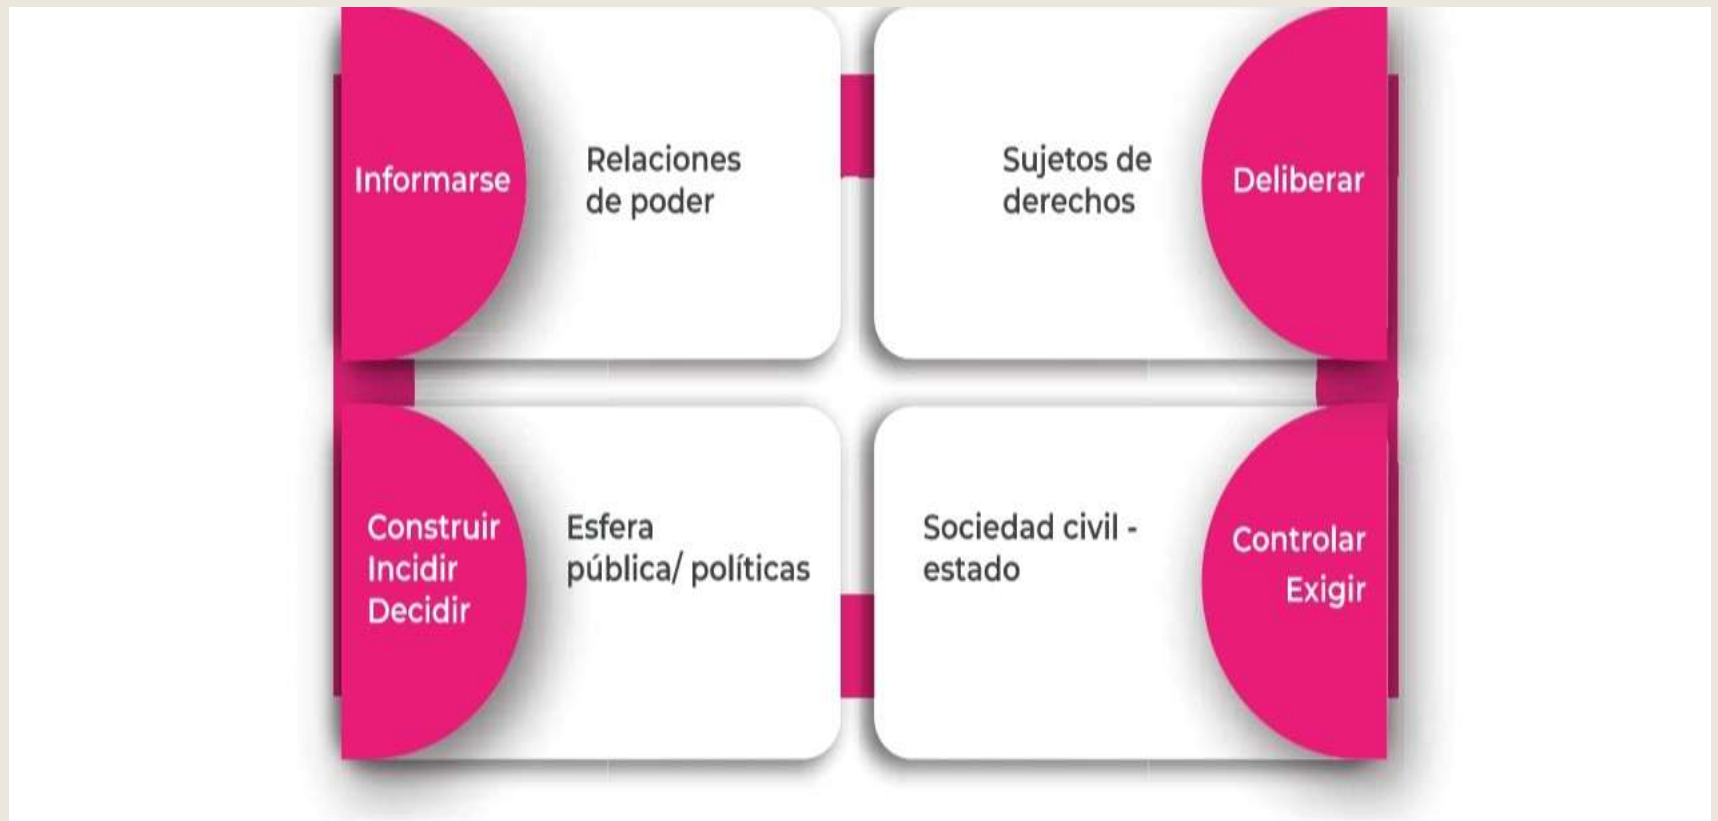 Informarse
Relaciones
de poder
Sujetos de
derechos
Deliberar
Construir
Incidir
Decidir
Esfera
pública/ políticas
Sociedad civil -
estado
Controlar
Exigir